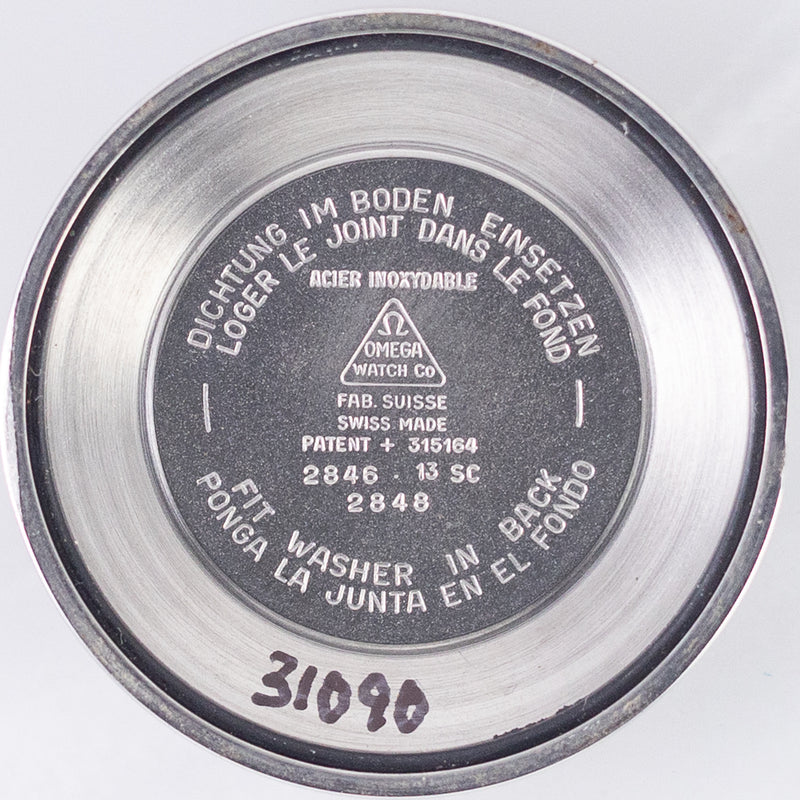 DICHTUNG IM BODEN EINSETZEN
LOGER LE JOINT DANS LE FOND
ACIER INOXYDABLE
Ω
OMEGA
WATCH Co
FAB. SUISSE
SWISS MADE
PATENT + 315164
2846 · 13 SC
2848
FIT WASHER IN BACK
PONGA LA JUNTA EN EL FONDO
31090